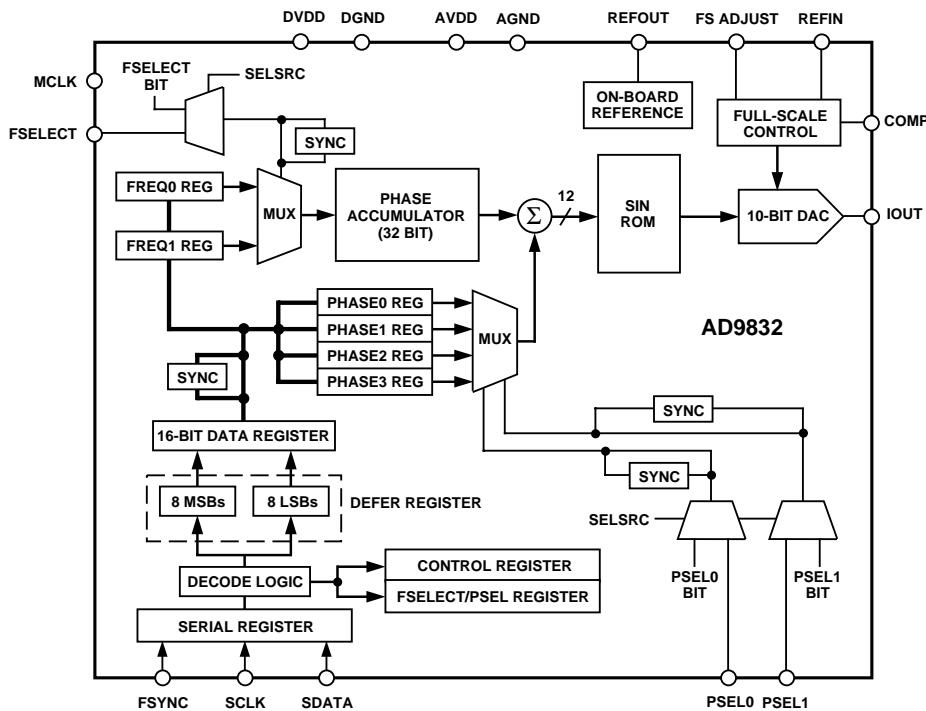 DVDD
DGND
AVDD
AGND
REFOUT
FS ADJUST
REFIN
MCLK
FSELECT
BIT
SELSRC
FSELECT
SYNC
ON-BOARD
REFERENCE
FULL-SCALE
CONTROL
COMP
FREQ0 REG
FREQ1 REG
MUX
PHASE
ACCUMULATOR
(32 BIT)
Σ
12
SIN
ROM
10-BIT DAC
IOUT
PHASE0 REG
PHASE1 REG
PHASE2 REG
PHASE3 REG
MUX
AD9832
SYNC
SYNC
16-BIT DATA REGISTER
SYNC
8 MSBs
8 LSBs
DEFER REGISTER
SELSRC
DECODE LOGIC
CONTROL REGISTER
FSELECT/PSEL REGISTER
PSEL0
BIT
PSEL1
BIT
SERIAL REGISTER
FSYNC
SCLK
SDATA
PSEL0
PSEL1